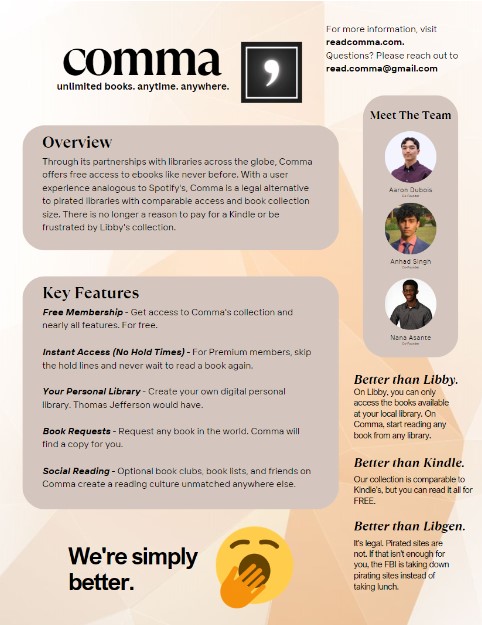 comma
unlimited books. anytime. anywhere.
,
For more information, visit
readcomma.com.
Questions? Please reach out to
read.comma@gmail.com
Overview
Through its partnerships with libraries across the globe, Comma
offers free access to ebooks like never before. With a user
experience analogous to Spotify's, Comma is a legal alternative
to pirated libraries with comparable access and book collection
size. There is no longer a reason to pay for a Kindle or be
frustrated by Libby's collection.
Key Features
Free Membership - Get access to Comma's collection and
nearly all features. For free.
Instant Access (No Hold Times) - For Premium members, skip
the hold lines and never wait to read a book again.
Your Personal Library - Create your own digital personal
library. Thomas Jefferson would have.
Book Requests - Request any book in the world. Comma will
find a copy for you.
Social Reading - Optional book clubs, book lists, and friends on
Comma create a reading culture unmatched anywhere else.
We're simply
better.
Meet The Team
Aaron Dubois
Co-Founder
Anhad Singh
Co-Founder
Nana Asante
Co-Founder
Better than Libby.
On Libby, you can only
access the books available
at your local library. On
Comma, start reading any
book from any library.
Better than Kindle.
Our collection is comparable to
Kindle's, but you can read it all for
FREE.
Better than Libgen.
It's legal. Pirated sites are
not. If that isn't enough for
you, the FBI is taking down
pirating sites instead of
taking lunch.